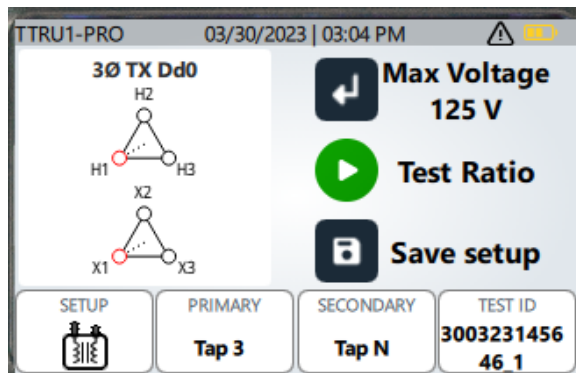 TTRU1-PRO 03/30/2023 | 03:04 PM
3Ø TX Dd0
H2
H1 H3
X2
X1 X3
Max Voltage
125 V
Test Ratio
Save setup
SETUP
PRIMARY
Tap 3
SECONDARY
Tap N
TEST ID
3003231456
46_1